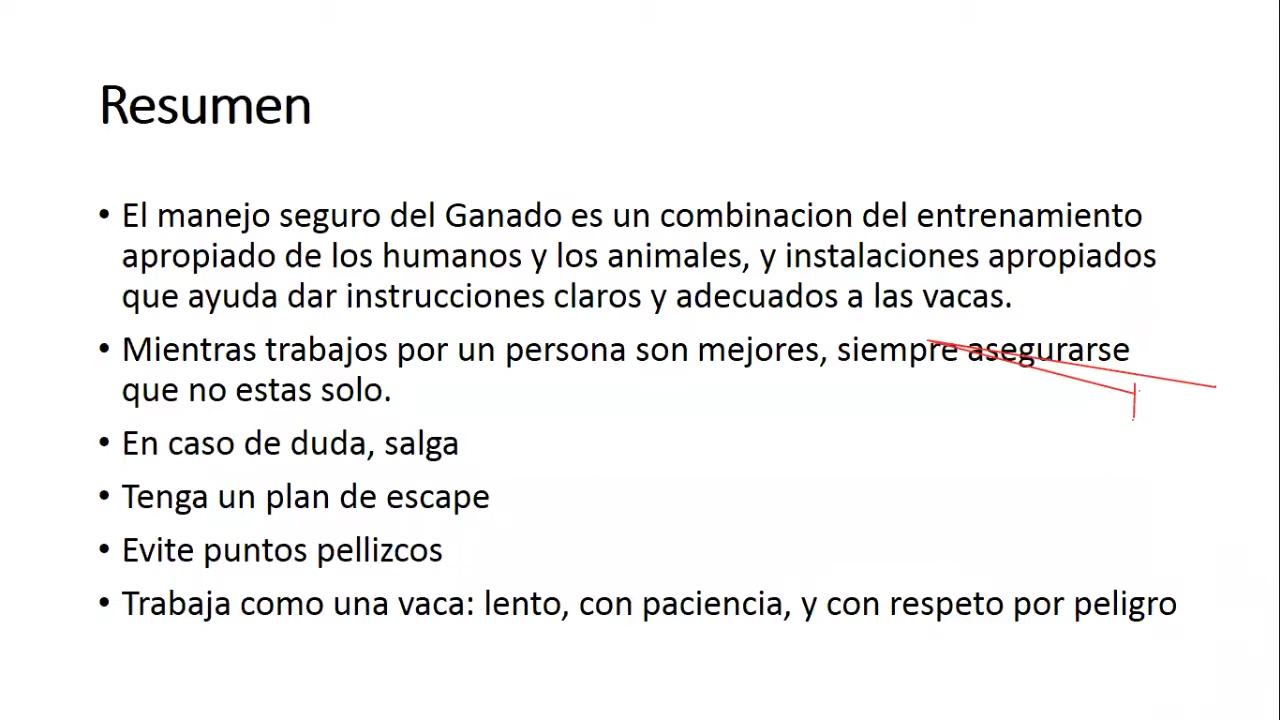 Resumen
• El manejo seguro del Ganado es un combinacion del entrenamiento
apropiado de los humanos y los animales, y instalaciones apropiados
que ayuda dar instrucciones claros y adecuados a las vacas.
• Mientras trabajos por un persona son mejores, siempre asegurarse
que no estas solo.
• En caso de duda, salga
• Tenga un plan de escape
• Evite puntos pellizcos
• Trabaja como una vaca: lento, con paciencia, y con respeto por peligro